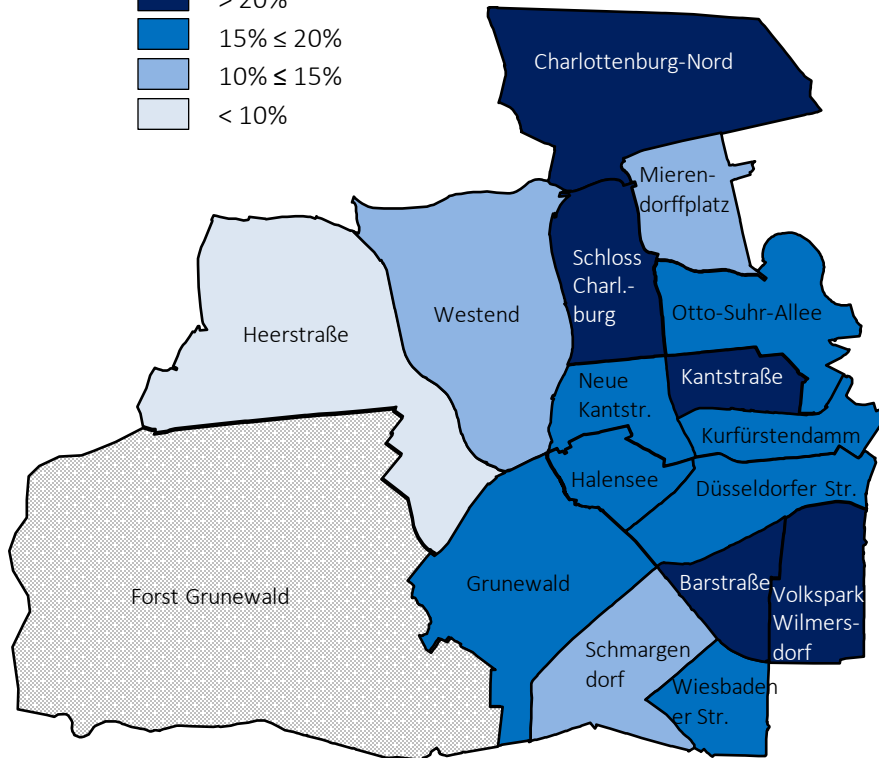 > 20%
15% ≤ 20%
10% ≤ 15%
< 10%
Charlottenburg-Nord
Mieren-
dorffplatz
Schloss
Charl.-
burg
Westend
Heerstraße
Otto-Suhr-Allee
Neue
Kantstr.
Kantstraße
Kurfürstendamm
Halensee
Düsseldorfer Str.
Forst Grunewald
Grunewald
Barstraße
Volkspark
Wilmers-
dorf
Schmargen
dorf
Wiesbaden
er Str.